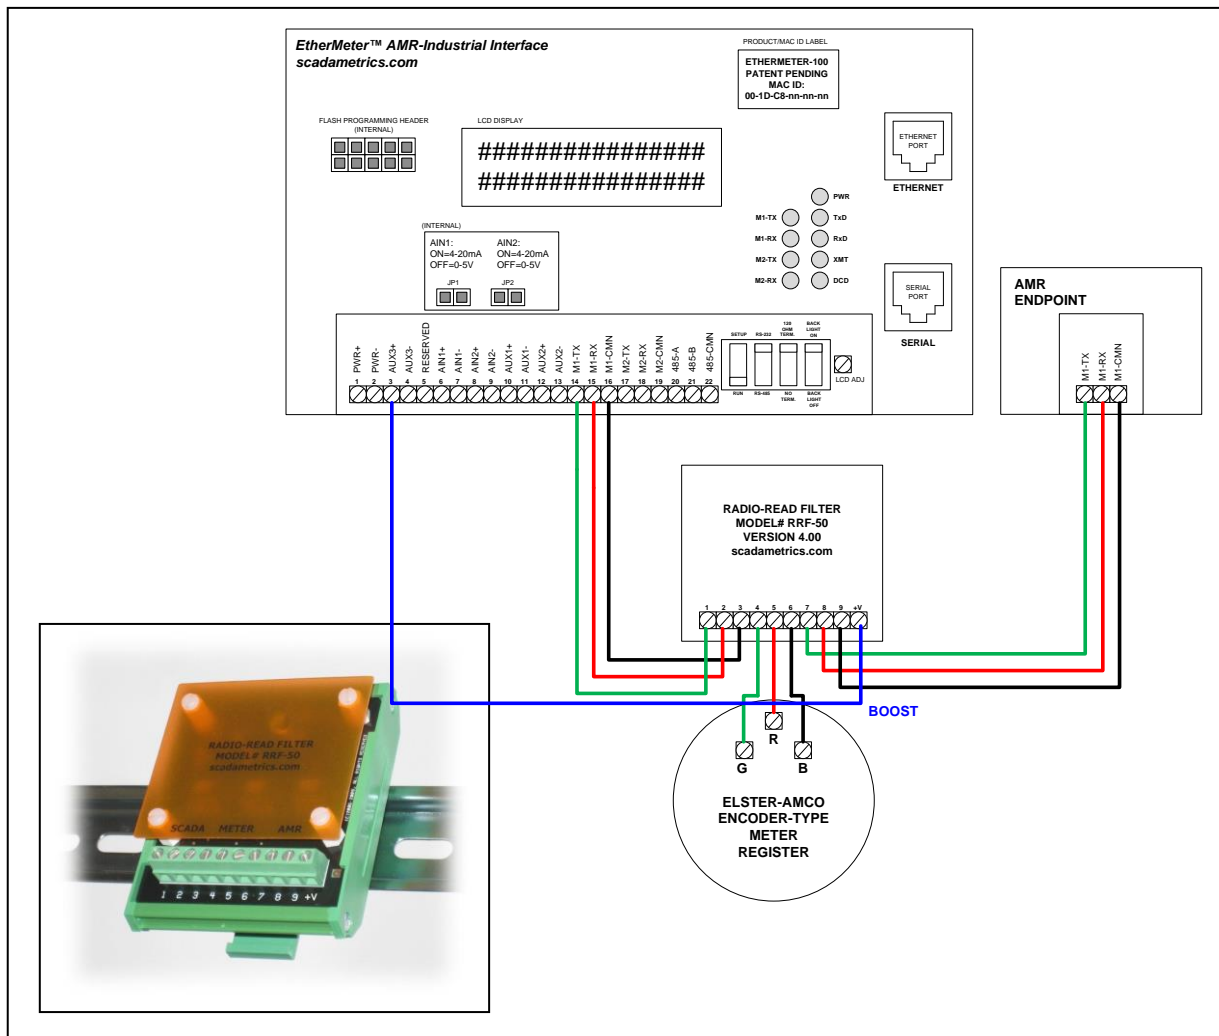 EtherMeter™ AMR-Industrial Interface
scadametrics.com
PRODUCT/MAC ID LABEL
ETHERMETER-100
PATENT PENDING
MAC ID:
00-1D-C8-nn-nn-nn
FLASH PROGRAMMING HEADER
(INTERNAL)
LCD DISPLAY
################
################
ETHERNET
PORT
ETHERNET
PWR
M1-TX TxD
M1-RX RxD
M2-TX XMT
M2-RX DCD
(INTERNAL)
AIN1: AIN2:
ON=4-20mA ON=4-20mA
OFF=0-5V OFF=0-5V
JP1 JP2
SERIAL
PORT
SERIAL
PWR+ PWR- AUX3+ AUX3- RESERVED AIN1+ AIN1- AIN2+ AIN2- AUX1+ AUX1- AUX2+ AUX2- M1-TX M1-RX M1-CMN M2-TX M2-RX M2-CMN 485-A 485-B 485-CMN
1 2 3 4 5 6 7 8 9 10 11 12 13 14 15 16 17 18 19 20 21 22
SETUP RS-232 120 OHM TERM. BACK LIGHT ON
RUN RS-485 NO TERM. BACK LIGHT OFF
LCD ADJ
AMR
ENDPOINT
M1-TX M1-RX M1-CMN
RADIO-READ FILTER
MODEL# RRF-50
VERSION 4.00
scadametrics.com
1 2 3 4 5 6 7 8 9 +V
BOOST
R
G B
ELSTER-AMCO
ENCODER-TYPE
METER
REGISTER
RADIO-READ FILTER
MODEL# RRF-50
scadametrics.com
SCADA METER AMR
1 2 3 4 5 6 7 8 9 +V